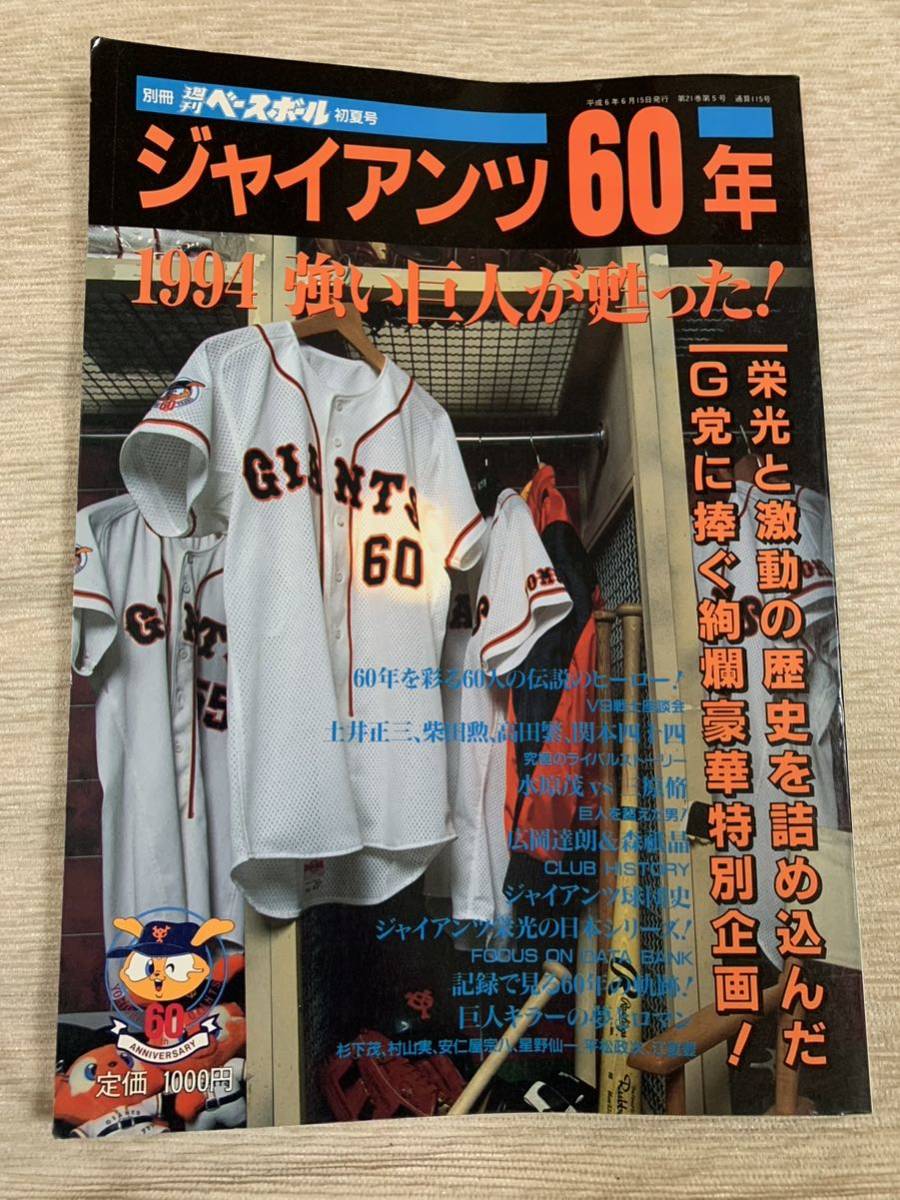 別冊 週刊 ベースボール 初夏号
平成6年6月15日発行 第21巻第5号 通算115号
ジャイアンツ60年
1994 強い巨人が甦った!
栄光と激動の歴史を詰め込んだ
G党に捧ぐ絢爛豪華特別企画!
60
GIANTS
60
GIANTS
55
60年を彩る60人の伝説のヒーロー!
V9戦士座談会
土井正三、柴田勲、高田繁、関本四十四
究極のライバルストーリー
水原茂 vs 三原脩
巨人を超えた男!
広岡達朗&森祇晶
CLUB HISTORY
ジャイアンツ球団史
ジャイアンツ栄光の日本シリーズ!
FOCUS ON DATA BANK
記録で見る60年の軌跡!
巨人キラーの夢とロマン
杉下茂、村山実、安仁屋宗八、星野仙一、平松政次、江夏豊
60
th
ANNIVERSARY
定価 1000円